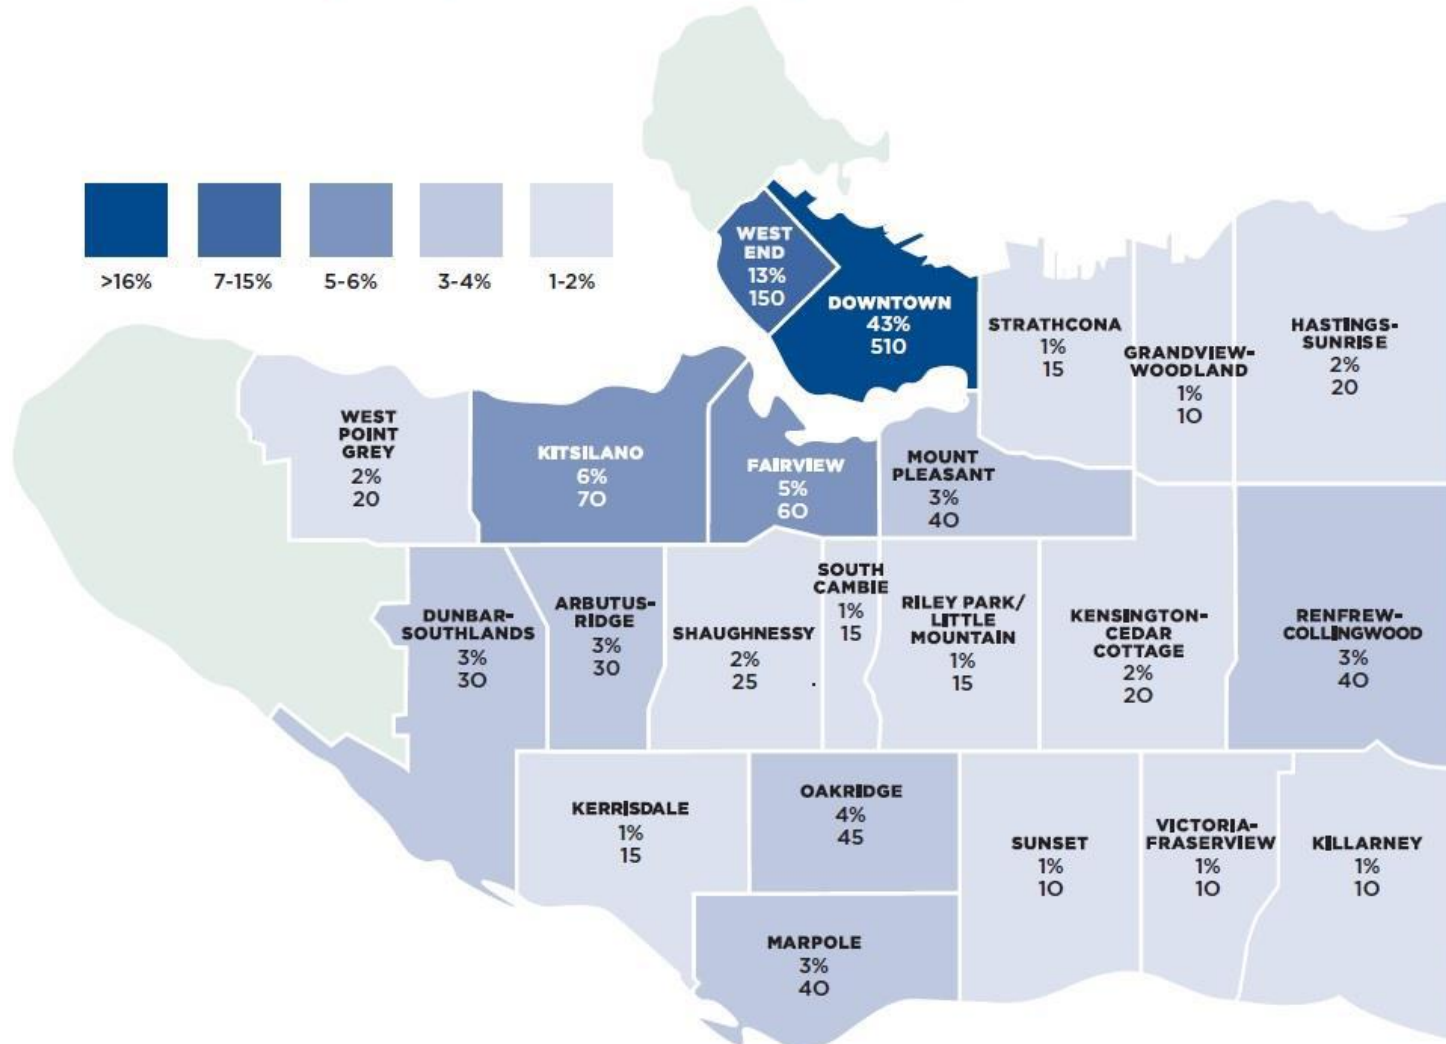 >16%
7-15%
5-6%
3-4%
1-2%
WEST
END
13%
150
DOWNTOWN
43%
510
STRATHCONA
1%
15
GRANDVIEW-
WOODLAND
1%
10
HASTINGS-
SUNRISE
2%
20
WEST
POINT
GREY
2%
20
KITSILANO
6%
70
FAIRVIEW
5%
60
MOUNT
PLEASANT
3%
40
DUNBAR-
SOUTHLANDS
3%
30
ARBUTUS-
RIDGE
3%
30
SHAUGHNESSY
2%
25
SOUTH
CAMBIE
1%
15
RILEY PARK/
LITTLE
MOUNTAIN
1%
15
KENSINGTON-
CEDAR
COTTAGE
2%
20
RENFREW-
COLLINGWOOD
3%
40
KERRISDALE
1%
15
OAKRIDGE
4%
45
SUNSET
1%
10
VICTORIA-
FRASERVIEW
1%
10
KILLARNEY
1%
10
MARPOLE
3%
40